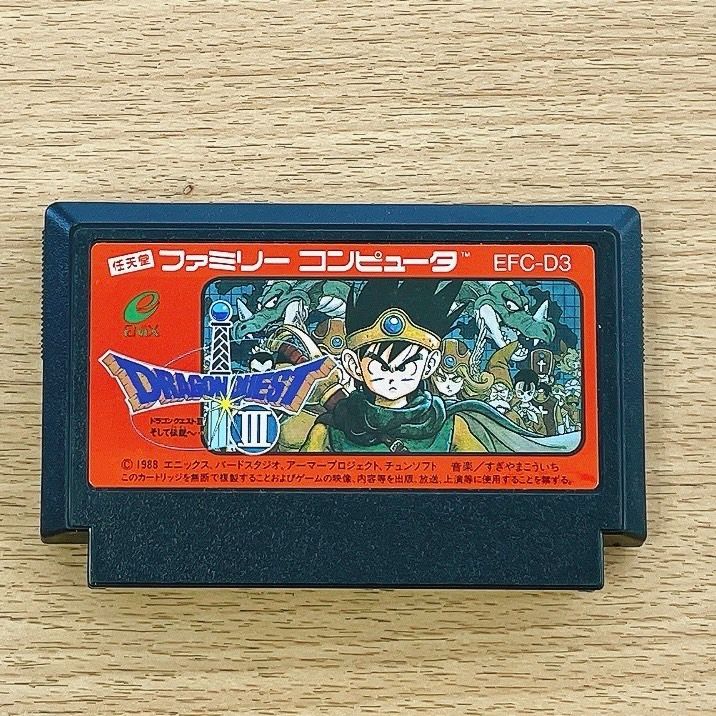 任天堂 ファミリー コンピュータ™ EFC-D3
enix
DRAGON QUEST
III
ドラゴンクエストIII
そして伝説へ…
© 1988 エニックス、バードスタジオ、アーマープロジェクト、チュンソフト 音楽／すぎやまこういち
このカートリッジを無断で複製することおよびゲームの映像、内容等を出版、放送、上演等に使用することを禁ずる。